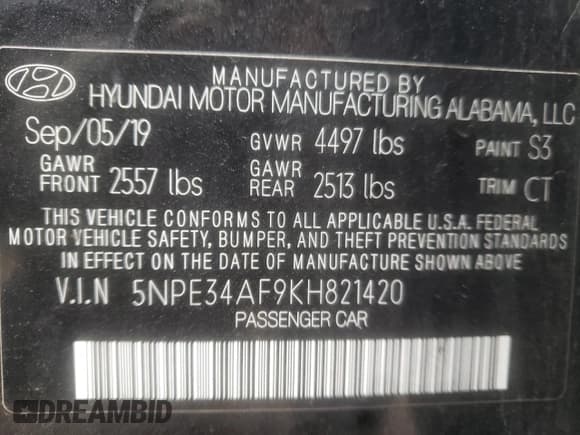 MANUFACTURED BY
HYUNDAI MOTOR MANUFACTURING ALABAMA, LLC
Sep/05/19 GVWR 4497 lbs PAINT S3
GAWR FRONT 2557 lbs GAWR REAR 2513 lbs TRIM CT
THIS VEHICLE CONFORMS TO ALL APPLICABLE U.S.A. FEDERAL
MOTOR VEHICLE SAFETY, BUMPER, AND THEFT PREVENTION STANDARDS
IN EFFECT ON THE DATE OF MANUFACTURE SHOWN ABOVE
V.I.N 5NPE34AF9KH821420
PASSENGER CAR
DREAMBID